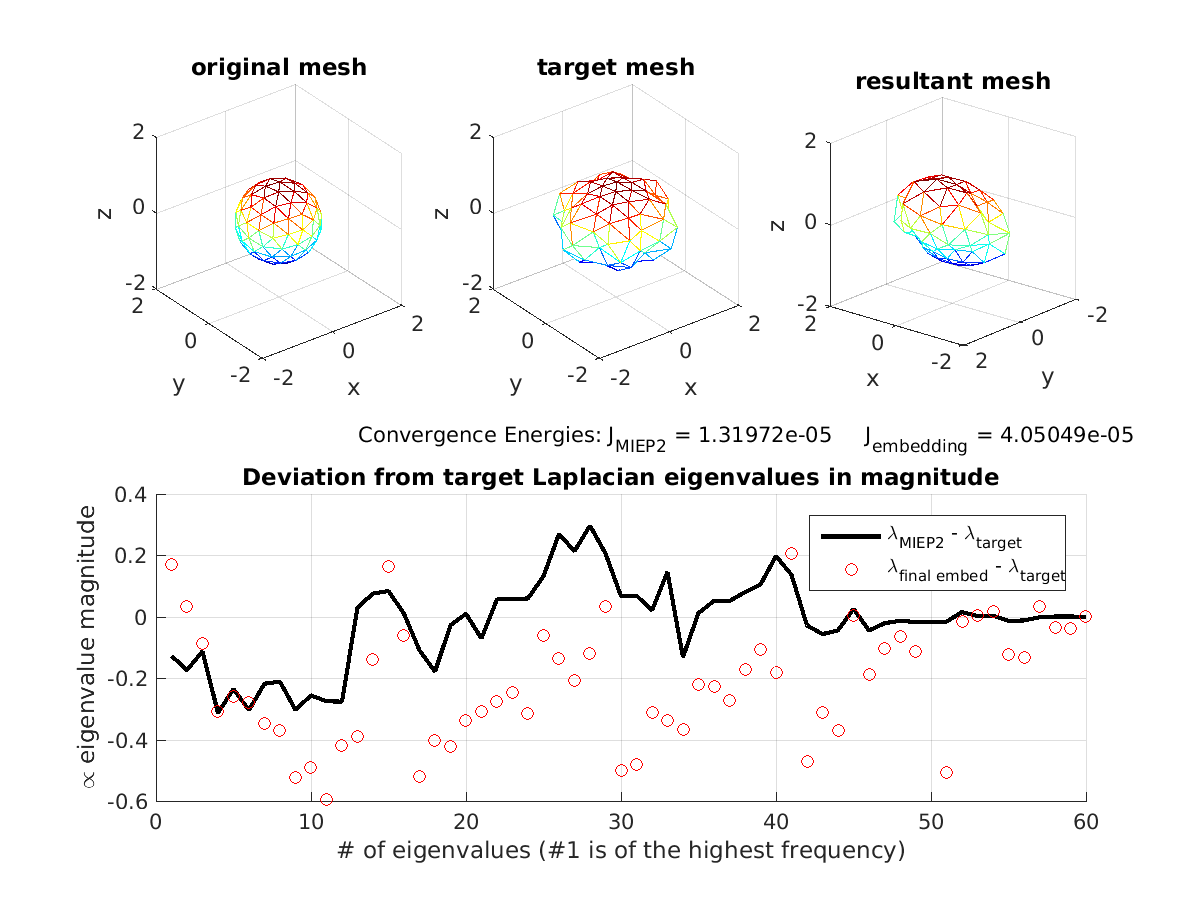 original mesh
target mesh
resultant mesh
2
0
-2
z
2
0
-2
y
-2
0
2
x
2
0
-2
z
2
0
-2
y
-2
0
2
x
2
0
-2
z
2
0
-2
x
2
0
-2
y
Convergence Energies: J_MIEP2 = 1.31972e-05 J_embedding = 4.05049e-05
Deviation from target Laplacian eigenvalues in magnitude
0.4
0.2
0
-0.2
-0.4
-0.6
∝ eigenvalue magnitude
λ_MIEP2 - λ_target
λ_final embed - λ_target
0 10 20 30 40 50 60
# of eigenvalues (#1 is of the highest frequency)